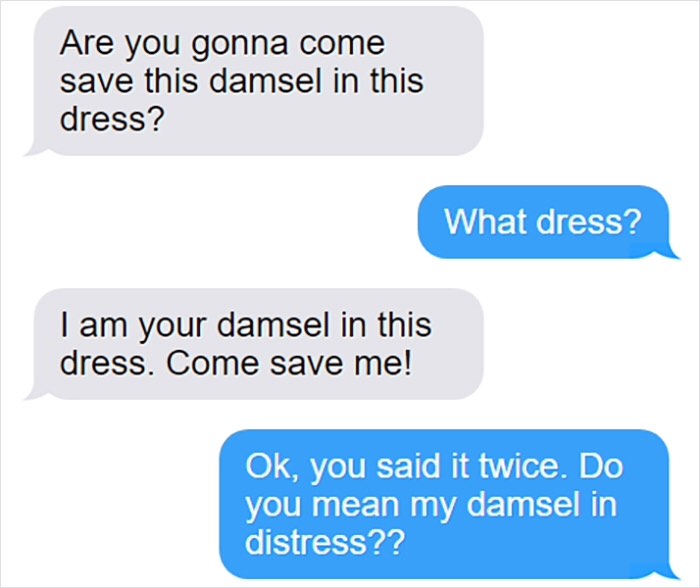 Are you gonna come
save this damsel in this
dress?
What dress?
I am your damsel in this
dress. Come save me!
Ok, you said it twice. Do
you mean my damsel in
distress??